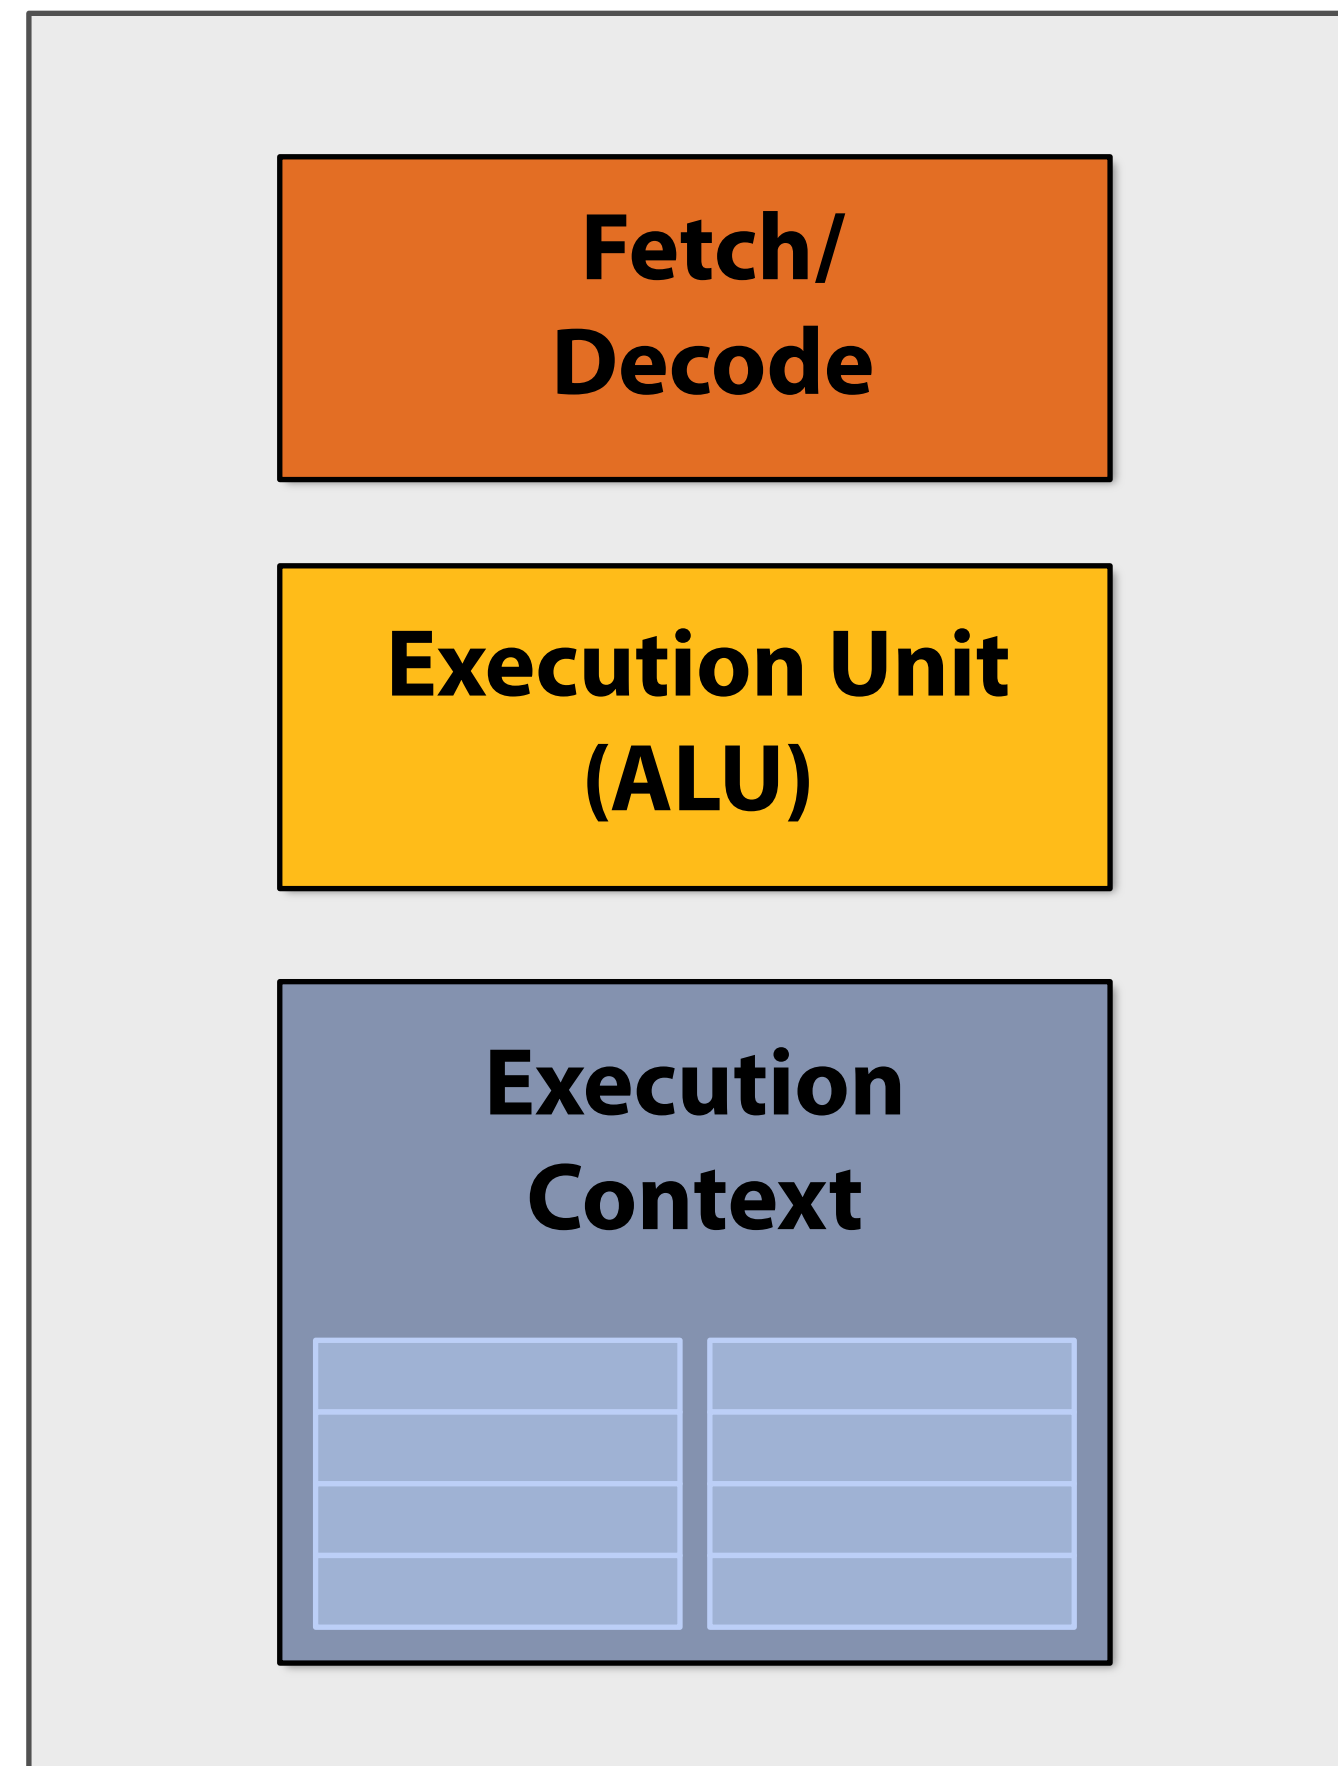 Fetch/
Decode
Execution Unit
(ALU)
Execution
Context